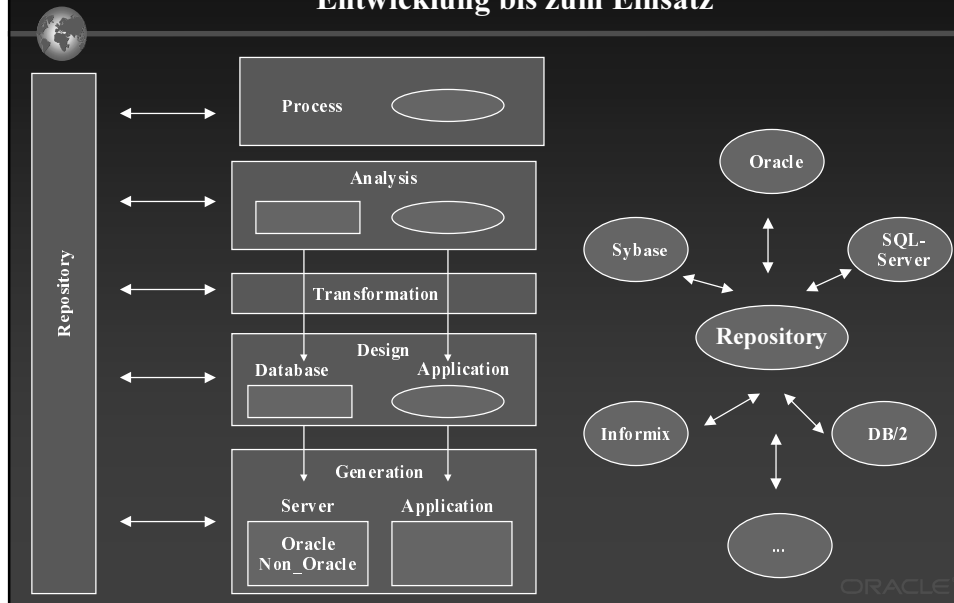 Entwicklung bis zum Einsatz
Repository
Process
Analysis
Transformation
Design
Database
Application
Generation
Server
Application
Oracle
Non_Oracle
Oracle
Sybase
SQL-
Server
Repository
Informix
DB/2
...
ORACLE